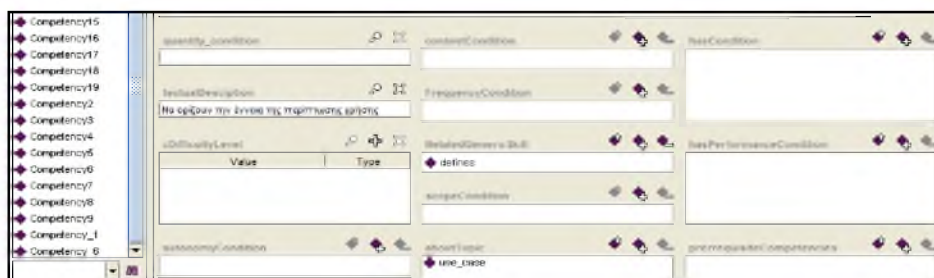 Competency15
Competency16
Competency17
Competency18
Competency19
Competency2
Competency3
Competency4
Competency5
Competency6
Competency7
Competency8
Competency9
Competency_1
Competency_6
quantity_condition
textualDesciption
Να ορίζουν την έννοια της περίπτωσης χρήσης
cDifficultyLevel
Value Type
autonomyCondition
contextCondition
FrequencyCondition
RelatedGenericSkill
defines
scopeCondition
aboutTopic
use_case
hasCondition
hasPerformanceCondition
prerequisiteCompetencies